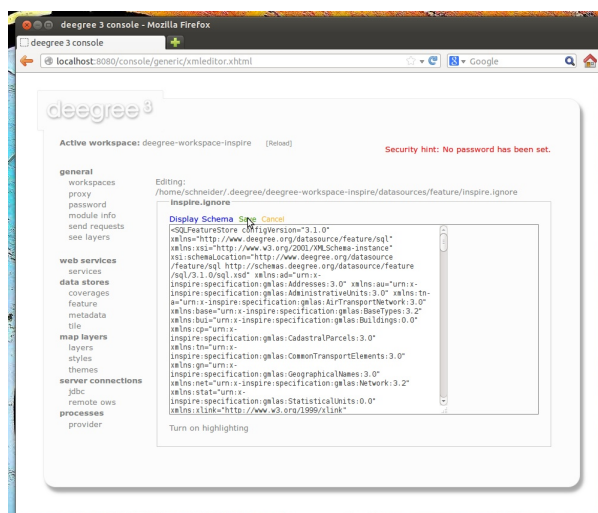 deegree 3 console - Mozilla Firefox
deegree 3 console
localhost:8080/console/generic/xmleditor.xhtml
Google
deegree 3
Active workspace: deegree-workspace-inspire [Reload]
Security hint: No password has been set.
general
workspaces
proxy
password
module info
send requests
see layers
web services
services
data stores
coverages
feature
metadata
tile
map layers
layers
styles
themes
server connections
jdbc
remote ows
processes
provider
Editing:
/home/schneider/.deegree/deegree-workspace-inspire/datasources/feature/inspire.ignore
inspire.ignore
Display Schema Save Cancel
<SQLFeatureStore configVersion="3.1.0"
xmlns="http://www.deegree.org/datasource/feature/sql"
xmlns:xsi="http://www.w3.org/2001/XMLSchema-instance"
xsi:schemaLocation="http://www.deegree.org/datasource
/feature/sql http://schemas.deegree.org/datasource/feature
/sql/3.1.0/sql.xsd" xmlns:ad="urn:x-
inspire:specification:gmlas:Addresses:3.0" xmlns:au="urn:x-
inspire:specification:gmlas:AdministrativeUnits:3.0" xmlns:tn-
a="urn:x-inspire:specification:gmlas:AirTransportNetwork:3.0"
xmlns:base="urn:x-inspire:specification:gmlas:BaseTypes:3.2"
xmlns:bui="urn:x-inspire:specification:gmlas:Buildings:0.0"
xmlns:cp="urn:x-
inspire:specification:gmlas:CadastralParcels:3.0"
xmlns:tn="urn:x-
inspire:specification:gmlas:CommonTransportElements:3.0"
xmlns:gn="urn:x-
inspire:specification:gmlas:GeographicalNames:3.0"
xmlns:net="urn:x-inspire:specification:gmlas:Network:3.2"
xmlns:stat="urn:x-
inspire:specification:gmlas:StatisticalUnits:0.0"
xmlns:xlink="http://www.w3.org/1999/xlink"
Turn on highlighting